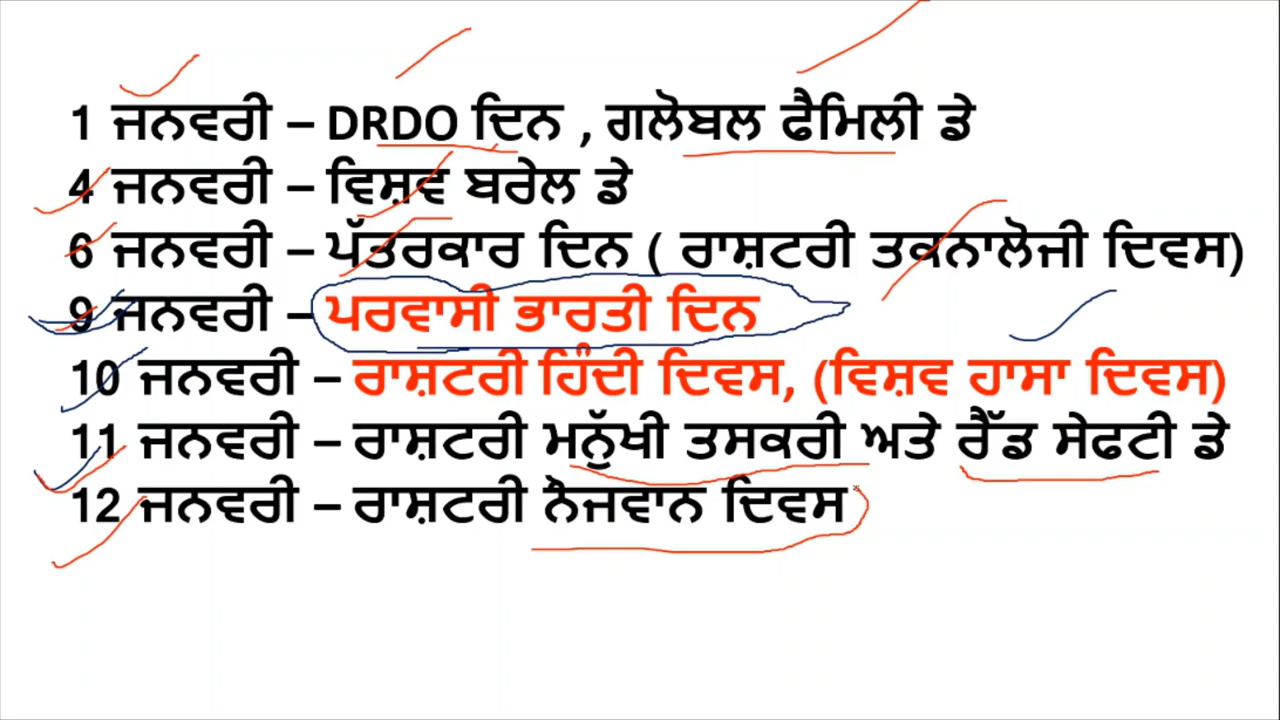 1 ਜਨਵਰੀ – DRDO ਦਿਨ , ਗਲੋਬਲ ਫੈਮਿਲੀ ਡੇ
4 ਜਨਵਰੀ – ਵਿਸ਼ਵ ਬਰੇਲ ਡੇ
6 ਜਨਵਰੀ – ਪੱਤਰਕਾਰ ਦਿਨ ( ਰਾਸ਼ਟਰੀ ਤਕਨਾਲੋਜੀ ਦਿਵਸ)
9 ਜਨਵਰੀ – ਪਰਵਾਸੀ ਭਾਰਤੀ ਦਿਨ
10 ਜਨਵਰੀ – ਰਾਸ਼ਟਰੀ ਹਿੰਦੀ ਦਿਵਸ, (ਵਿਸ਼ਵ ਹਾਸਾ ਦਿਵਸ)
11 ਜਨਵਰੀ – ਰਾਸ਼ਟਰੀ ਮਨੁੱਖੀ ਤਸਕਰੀ ਅਤੇ ਰੈੱਡ ਸੇਫਟੀ ਡੇ
12 ਜਨਵਰੀ – ਰਾਸ਼ਟਰੀ ਨੋਜਵਾਨ ਦਿਵਸ